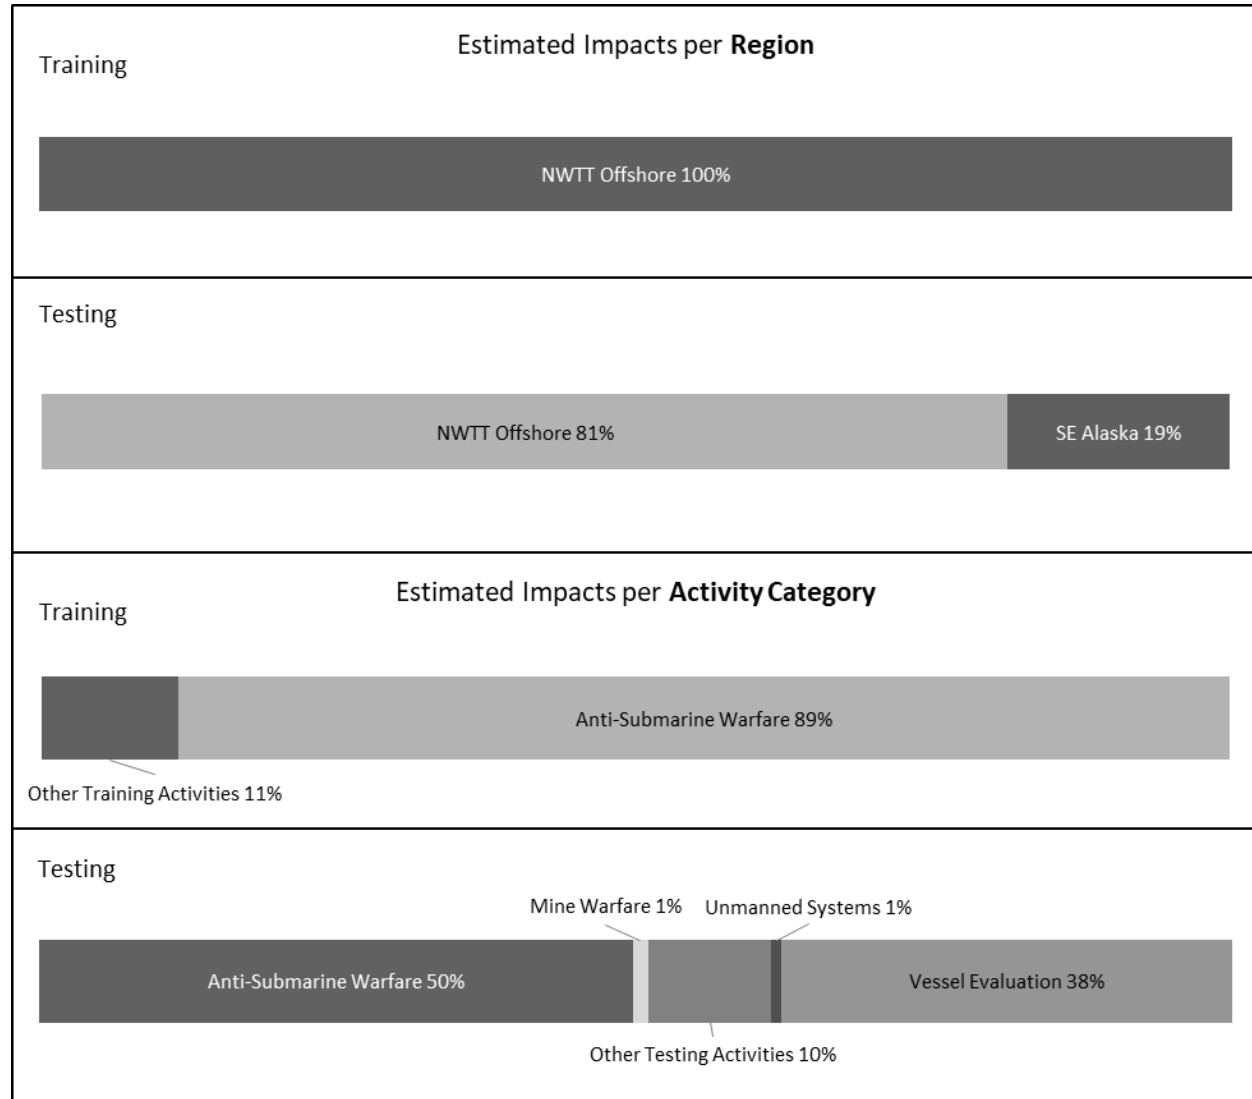 Estimated Impacts per Region
Training
NWTT Offshore 100%
Testing
NWTT Offshore 81%
SE Alaska 19%
Estimated Impacts per Activity Category
Training
Anti-Submarine Warfare 89%
Other Training Activities 11%
Testing
Mine Warfare 1%
Unmanned Systems 1%
Anti-Submarine Warfare 50%
Vessel Evaluation 38%
Other Testing Activities 10%